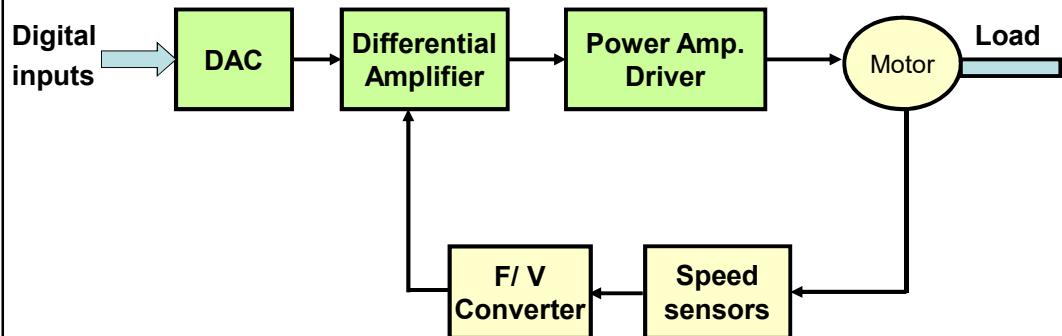 Digital
inputs
DAC
Differential
Amplifier
Power Amp.
Driver
Motor
Load
F/ V
Converter
Speed
sensors